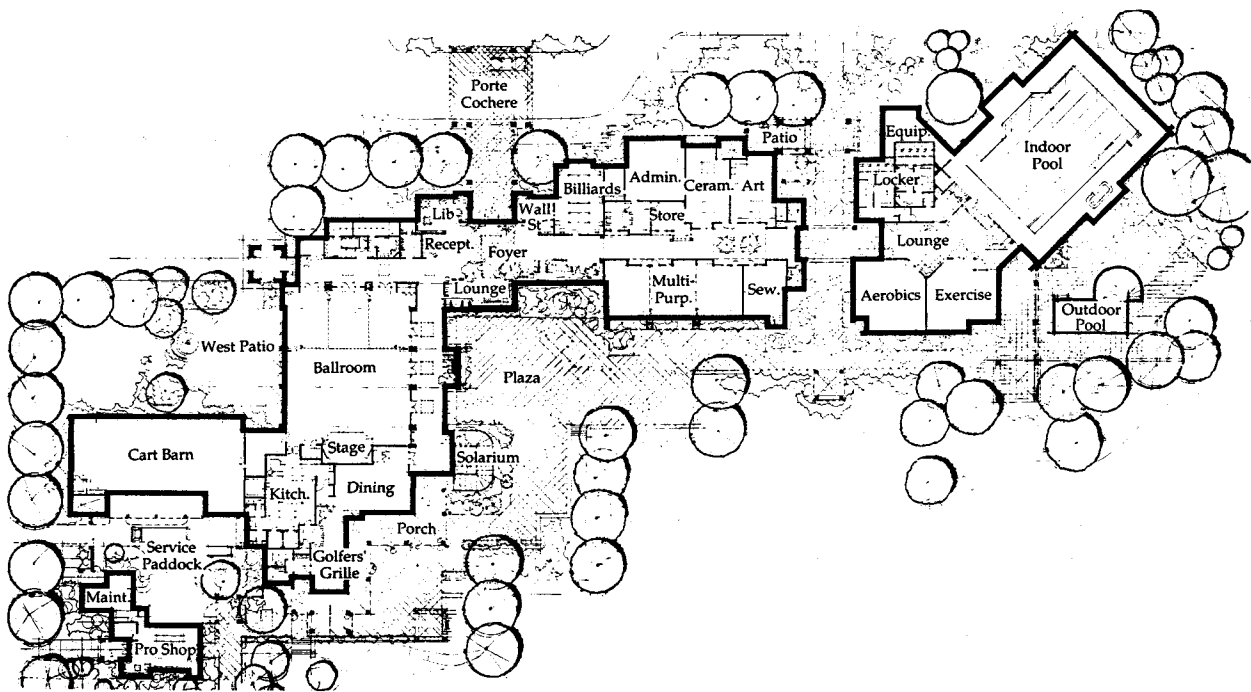 Porte
Cochere
Patio
Equip.
Indoor
Pool
Billiards
Admin.
Ceram.
Art
Locker
Lib
Wall
St
Store
Recept.
Foyer
Lounge
Lounge
Multi-
Purp.
Sew.
Aerobics
Exercise
Outdoor
Pool
West Patio
Ballroom
Plaza
Cart Barn
Stage
Solarium
Kitch.
Dining
Porch
Service
Paddock
Golfers'
Grille
Maint.
Pro Shop